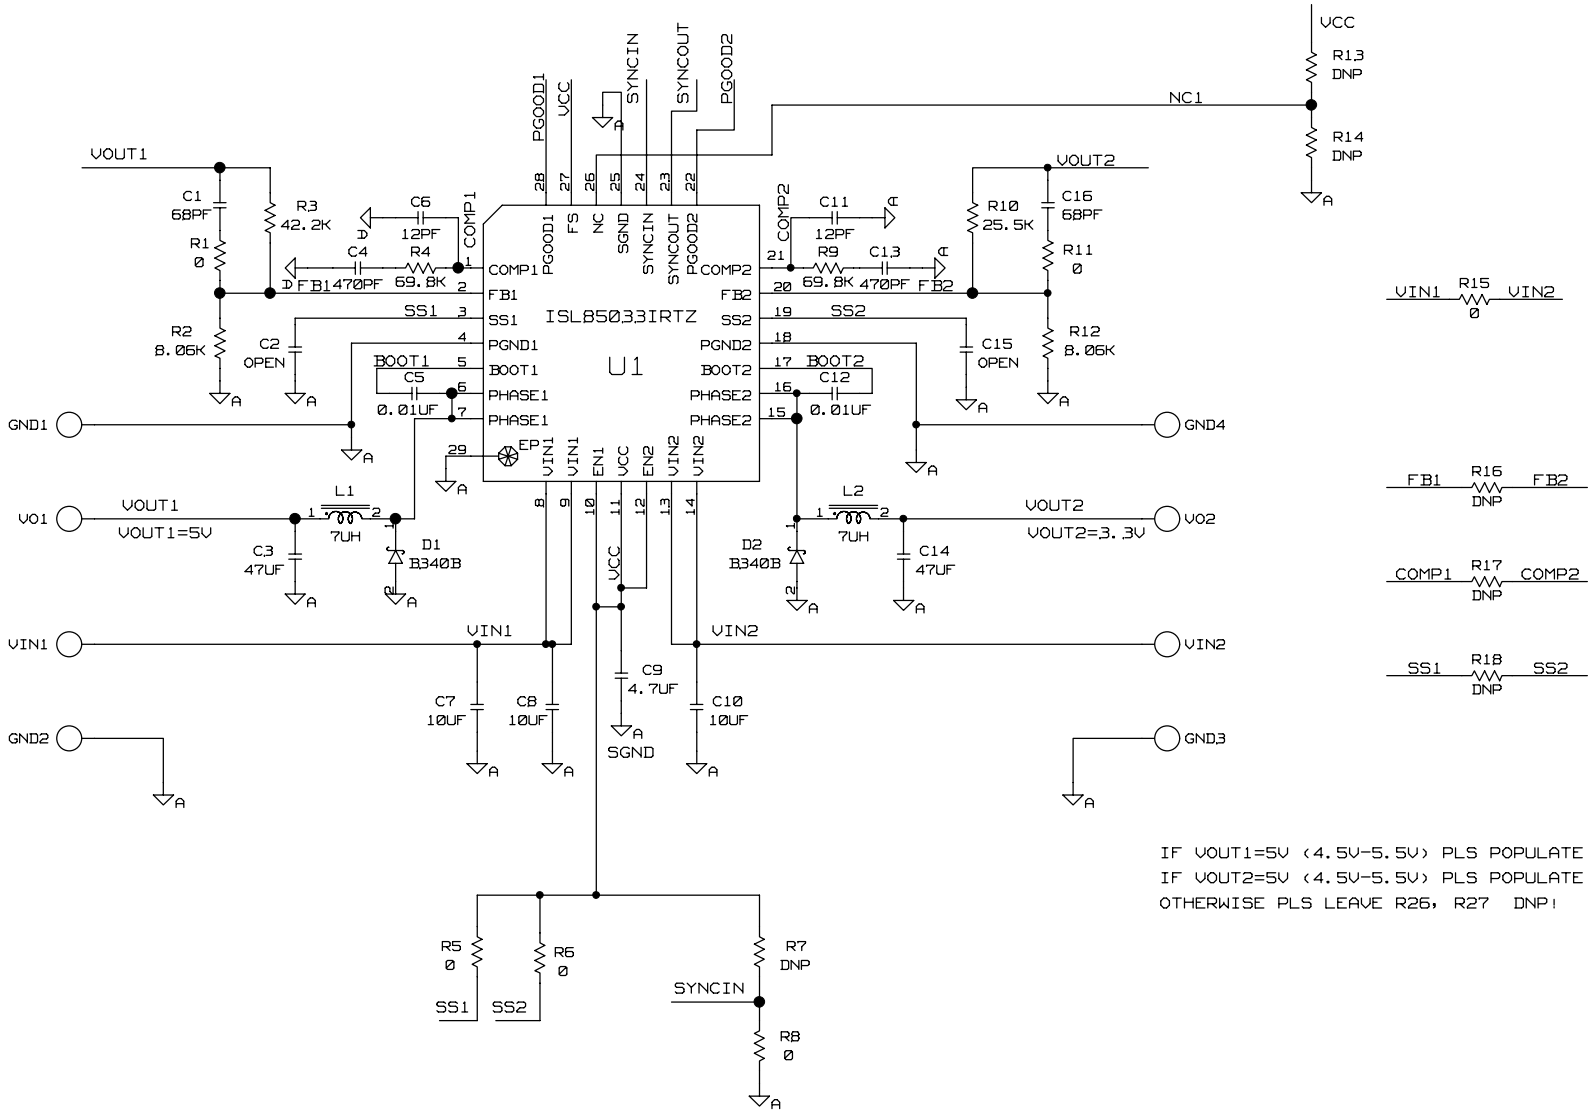 VCC
R13
DNP
NC1
R14
DNP
A
PGOOD1
VCC
SYNCIN
SYNCOUT
PGOOD2
A
VOUT1
C1
68PF
R3
42.2K
R1
0
C6
12PF
A
C4
470PF
R4
69.8K
A
FB1
COMP1
R2
8.06K
A
SS1
C2
OPEN
A
BOOT1
C5
0.01UF
GND1
A
28
27
26
25
24
23
22
PGOOD1
FS
NC
SGND
SYNCIN
SYNCOUT
PGOOD2
1
COMP1
2
FB1
3
SS1
4
PGND1
5
BOOT1
6
PHASE1
7
PHASE1
29
EP
A
ISL85033IRTZ
U1
COMP2
21
FB2
20
SS2
19
PGND2
18
BOOT2
17
PHASE2
16
PHASE2
15
VIN1
VIN1
EN1
VCC
EN2
VIN2
VIN2
8
9
10
11
12
13
14
COMP2
C11
12PF
A
R9
69.8K
C13
470PF
A
FB2
VOUT2
R10
25.5K
C16
68PF
R11
0
SS2
C15
OPEN
A
R12
8.06K
A
BOOT2
C12
0.01UF
GND4
A
VIN1
R15
0
VIN2
FB1
R16
DNP
FB2
COMP1
R17
DNP
COMP2
SS1
R18
DNP
SS2
VO1
VOUT1
VOUT1=5V
L1
1
2
7UH
C3
47UF
A
1
D1
B340B
2
A
VCC
L2
1
2
7UH
VOUT2
VOUT2=3.3V
VO2
1
D2
B340B
2
A
C14
47UF
A
VIN1
VIN1
VIN2
VIN2
C7
10UF
A
C8
10UF
A
C9
4.7UF
A
SGND
C10
10UF
A
GND2
A
GND3
A
IF VOUT1=5V (4.5V-5.5V) PLS POPULATE
IF VOUT2=5V (4.5V-5.5V) PLS POPULATE
OTHERWISE PLS LEAVE R26, R27 DNP!
R5
0
SS1
R6
0
SS2
R7
DNP
SYNCIN
R8
0
A